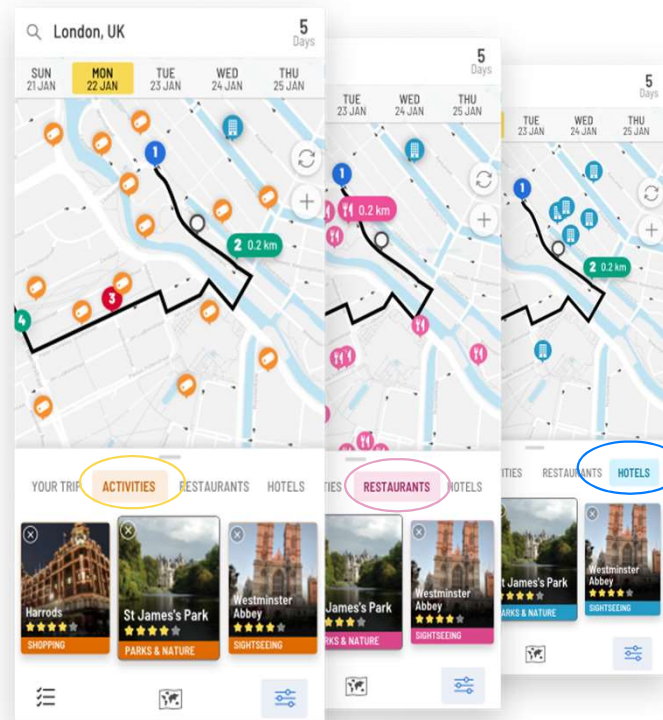 London, UK
5
Days
SUN
21 JAN
MON
22 JAN
TUE
23 JAN
WED
24 JAN
THU
25 JAN
1
2 0.2 km
3
4
YOUR TRIP
ACTIVITIES
RESTAURANTS
HOTELS
Harrods
SHOPPING
St James's Park
PARKS & NATURE
Westminster
Abbey
SIGHTSEEING
5
Days
TUE
23 JAN
WED
24 JAN
THU
25 JAN
1
0.2 km
TIES
RESTAURANTS
HOTELS
James's Park
RKS & NATURE
Westminster
Abbey
SIGHTSEEING
5
Days
TUE
23 JAN
WED
24 JAN
THU
25 JAN
1
2 0.2 km
ITIES
RESTAURANTS
HOTELS
t James's Park
ARKS & NATURE
Westminster
Abbey
SIGHTSEEING